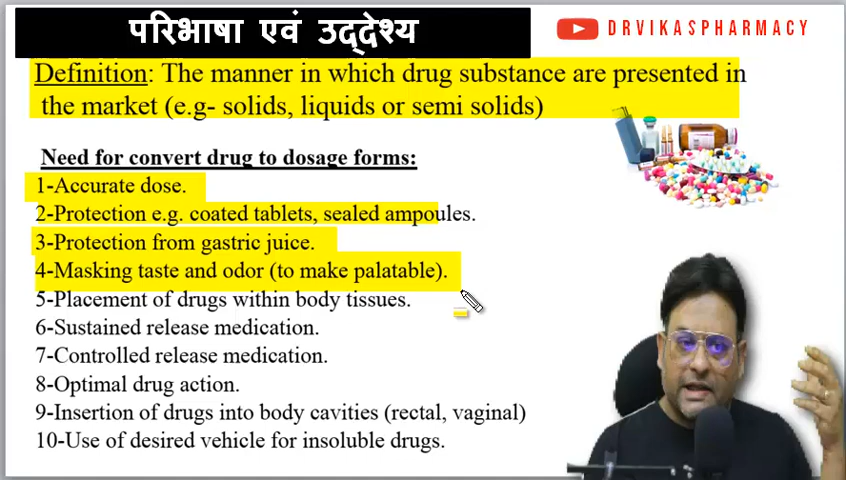 परिभाषा एवं उद्देश्य
DRVIKASPHARMACY
Definition: The manner in which drug substance are presented in
the market (e.g- solids, liquids or semi solids)
Need for convert drug to dosage forms:
1-Accurate dose.
2-Protection e.g. coated tablets, sealed ampoules.
3-Protection from gastric juice.
4-Masking taste and odor (to make palatable).
5-Placement of drugs within body tissues.
6-Sustained release medication.
7-Controlled release medication.
8-Optimal drug action.
9-Insertion of drugs into body cavities (rectal, vaginal)
10-Use of desired vehicle for insoluble drugs.